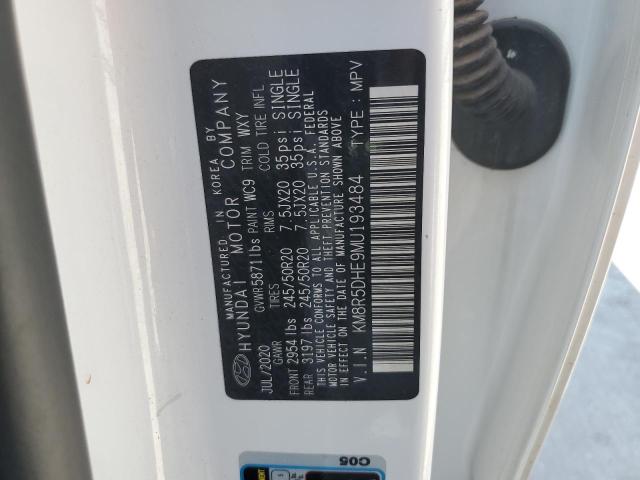 MANUFACTURED IN KOREA BY
HYUNDAI MOTOR COMPANY
JUL/2020 GVWR 5871lbs PAINT WC9 TRIM WXY
GAWR TIRES RIMS COLD TIRE INFL
FRONT 2954 lbs 245/50R20 7.5JX20 35psi SINGLE
REAR 3197 lbs 245/50R20 7.5JX20 35psi SINGLE
THIS VEHICLE CONFORMS TO ALL APPLICABLE U.S.A. FEDERAL
MOTOR VEHICLE SAFETY AND THEFT PREVENTION STANDARDS
IN EFFECT ON THE DATE OF MANUFACTURE SHOWN ABOVE
V.I.N KM8R5DHE9MU193484 TYPE: MPV
C05